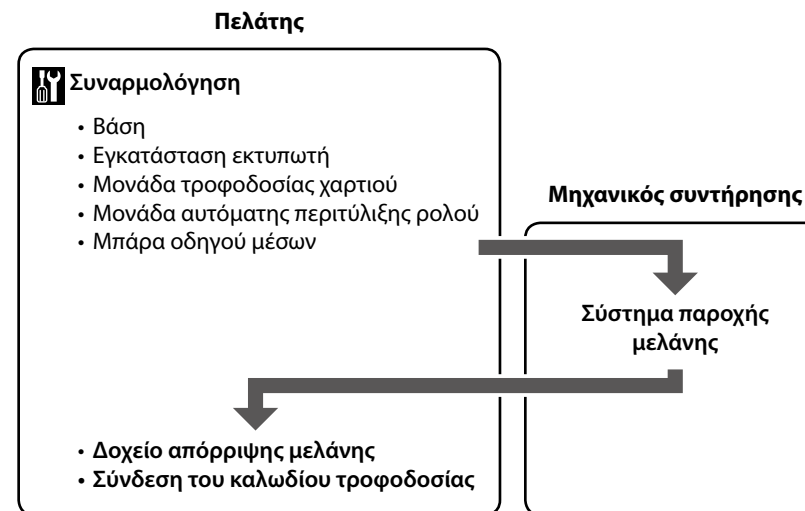 Πελάτης
Συναρμολόγηση
• Βάση
• Εγκατάσταση εκτυπωτή
• Μονάδα τροφοδοσίας χαρτιού
• Μονάδα αυτόματης περιτύλιξης ρολού
• Μπάρα οδηγού μέσων
Μηχανικός συντήρησης
Σύστημα παροχής
μελάνης
• Δοχείο απόρριψης μελάνης
• Σύνδεση του καλωδίου τροφοδοσίας